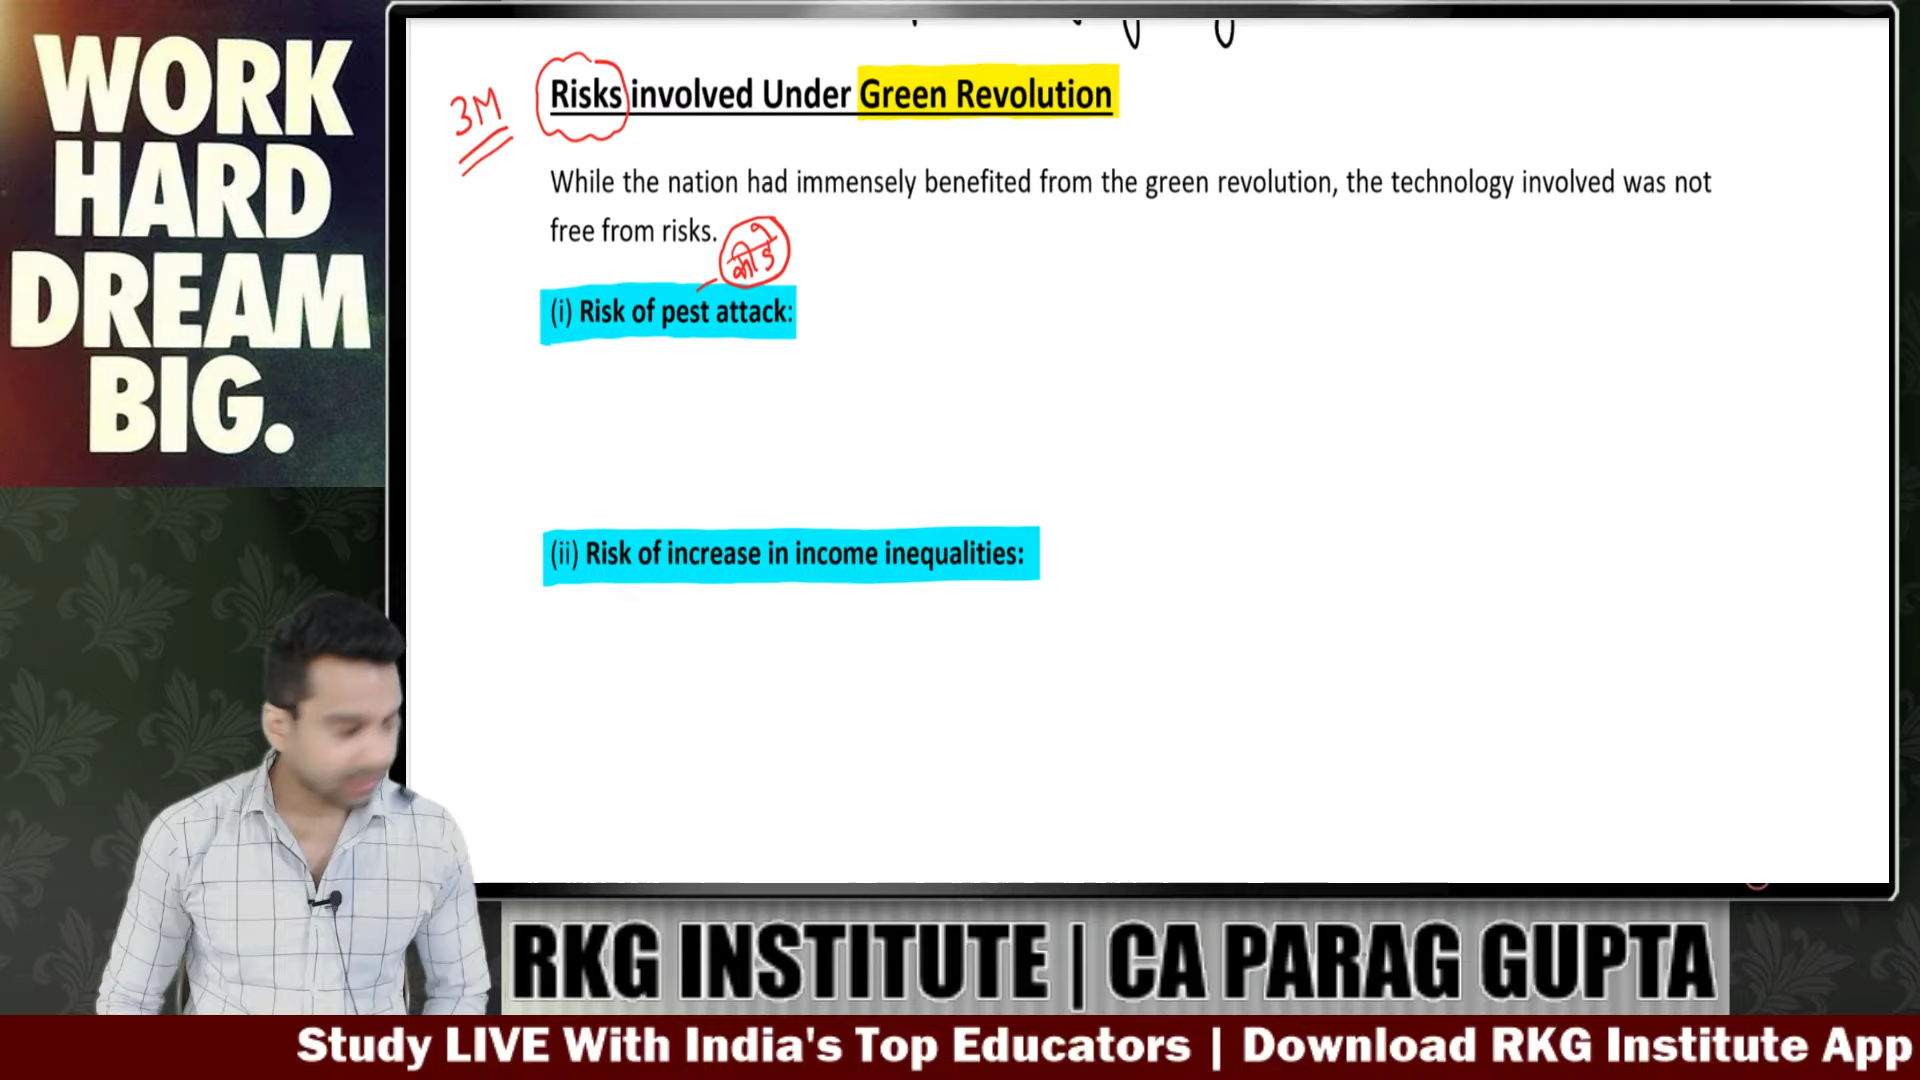 WORK
HARD
DREAM
BIG.
3M
Risks involved Under Green Revolution
While the nation had immensely benefited from the green revolution, the technology involved was not
free from risks.
कीड़े
(i) Risk of pest attack:
(ii) Risk of increase in income inequalities:
RKG INSTITUTE | CA PARAG GUPTA
Study LIVE With India's Top Educators | Download RKG Institute App